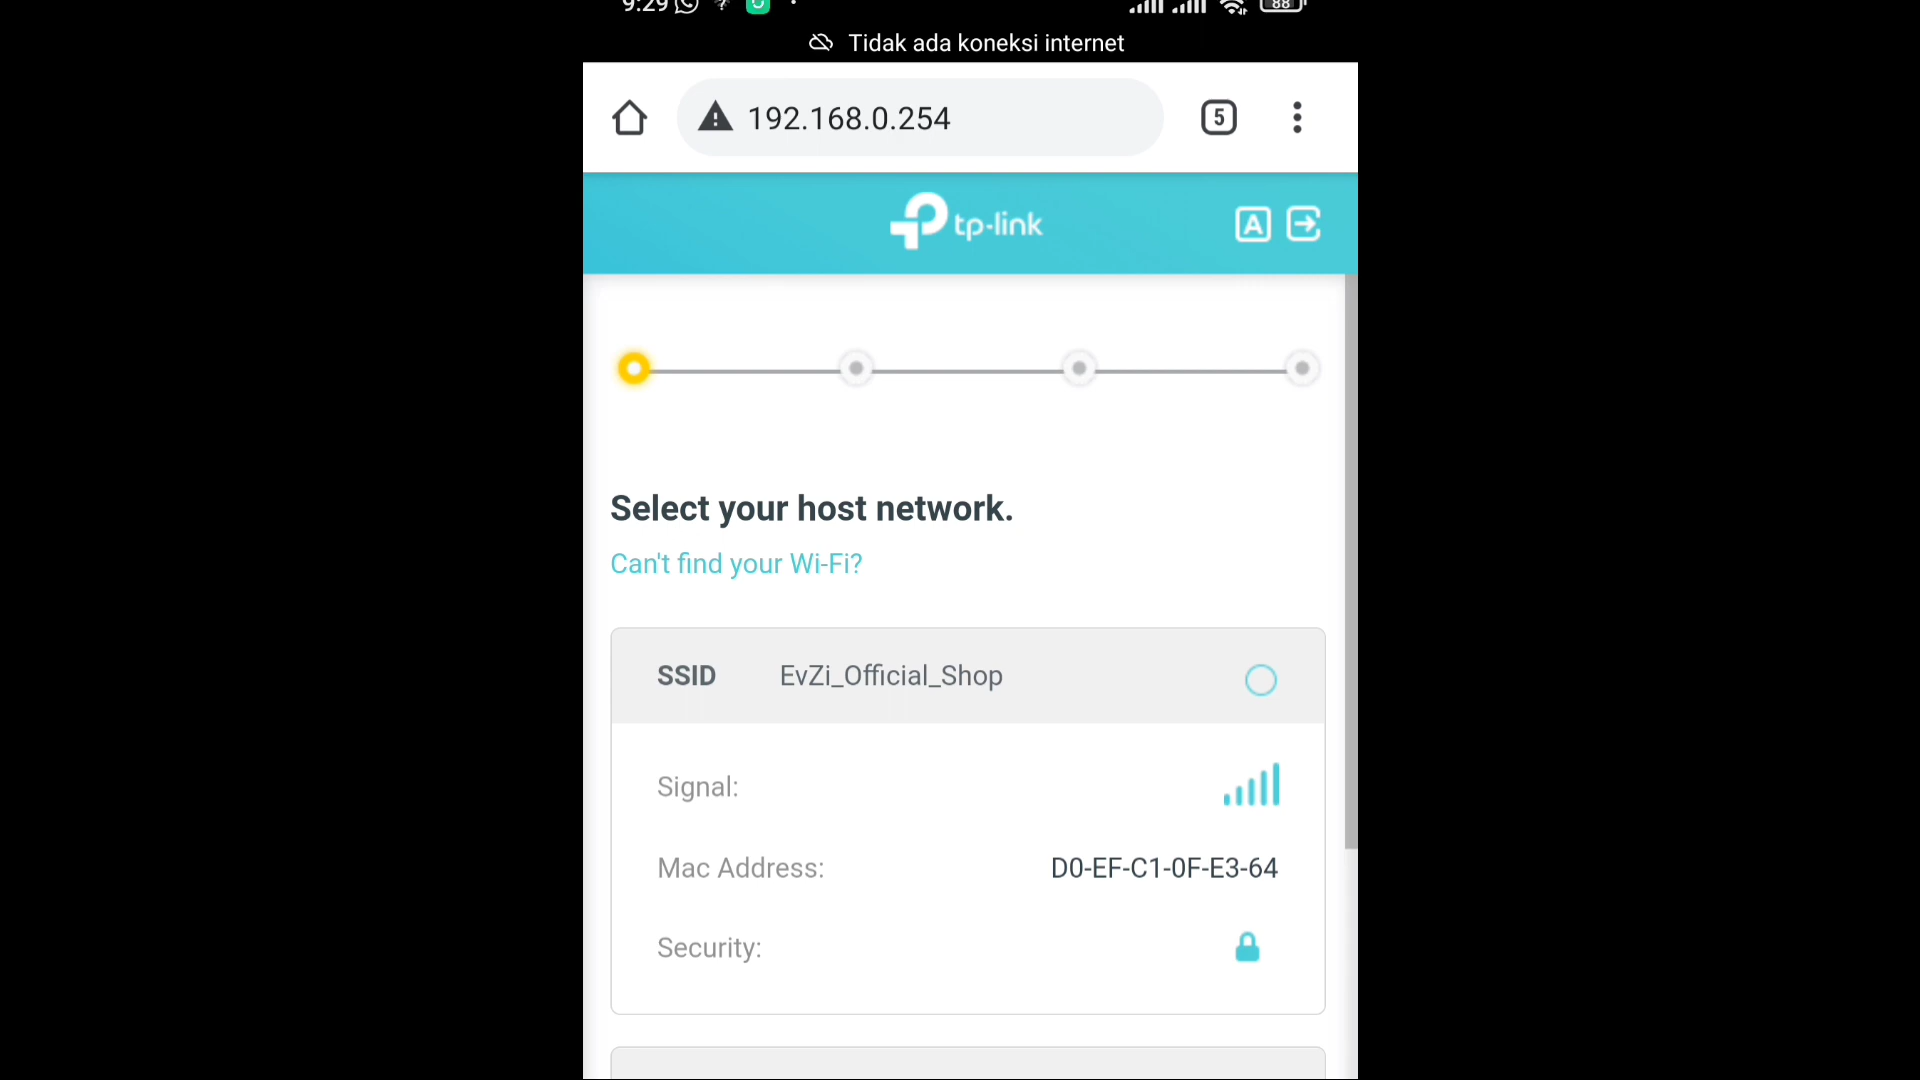 9:29
88
Tidak ada koneksi internet
192.168.0.254
5
tp-link
A
Select your host network.
Can't find your Wi-Fi?
SSID EvZi_Official_Shop
Signal:
Mac Address: D0-EF-C1-0F-E3-64
Security: